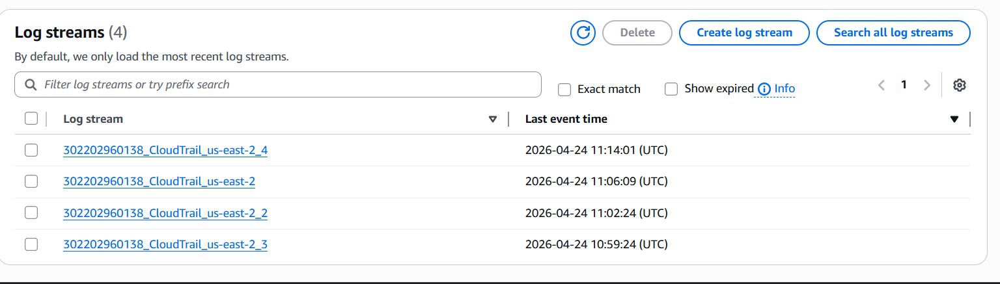 Log streams (4)
Delete
Create log stream
Search all log streams
By default, we only load the most recent log streams.
Filter log streams or try prefix search
Exact match
Show expired
Info
1
Log stream
Last event time
302202960138_CloudTrail_us-east-2_4
2026-04-24 11:14:01 (UTC)
302202960138_CloudTrail_us-east-2
2026-04-24 11:06:09 (UTC)
302202960138_CloudTrail_us-east-2_2
2026-04-24 11:02:24 (UTC)
302202960138_CloudTrail_us-east-2_3
2026-04-24 10:59:24 (UTC)